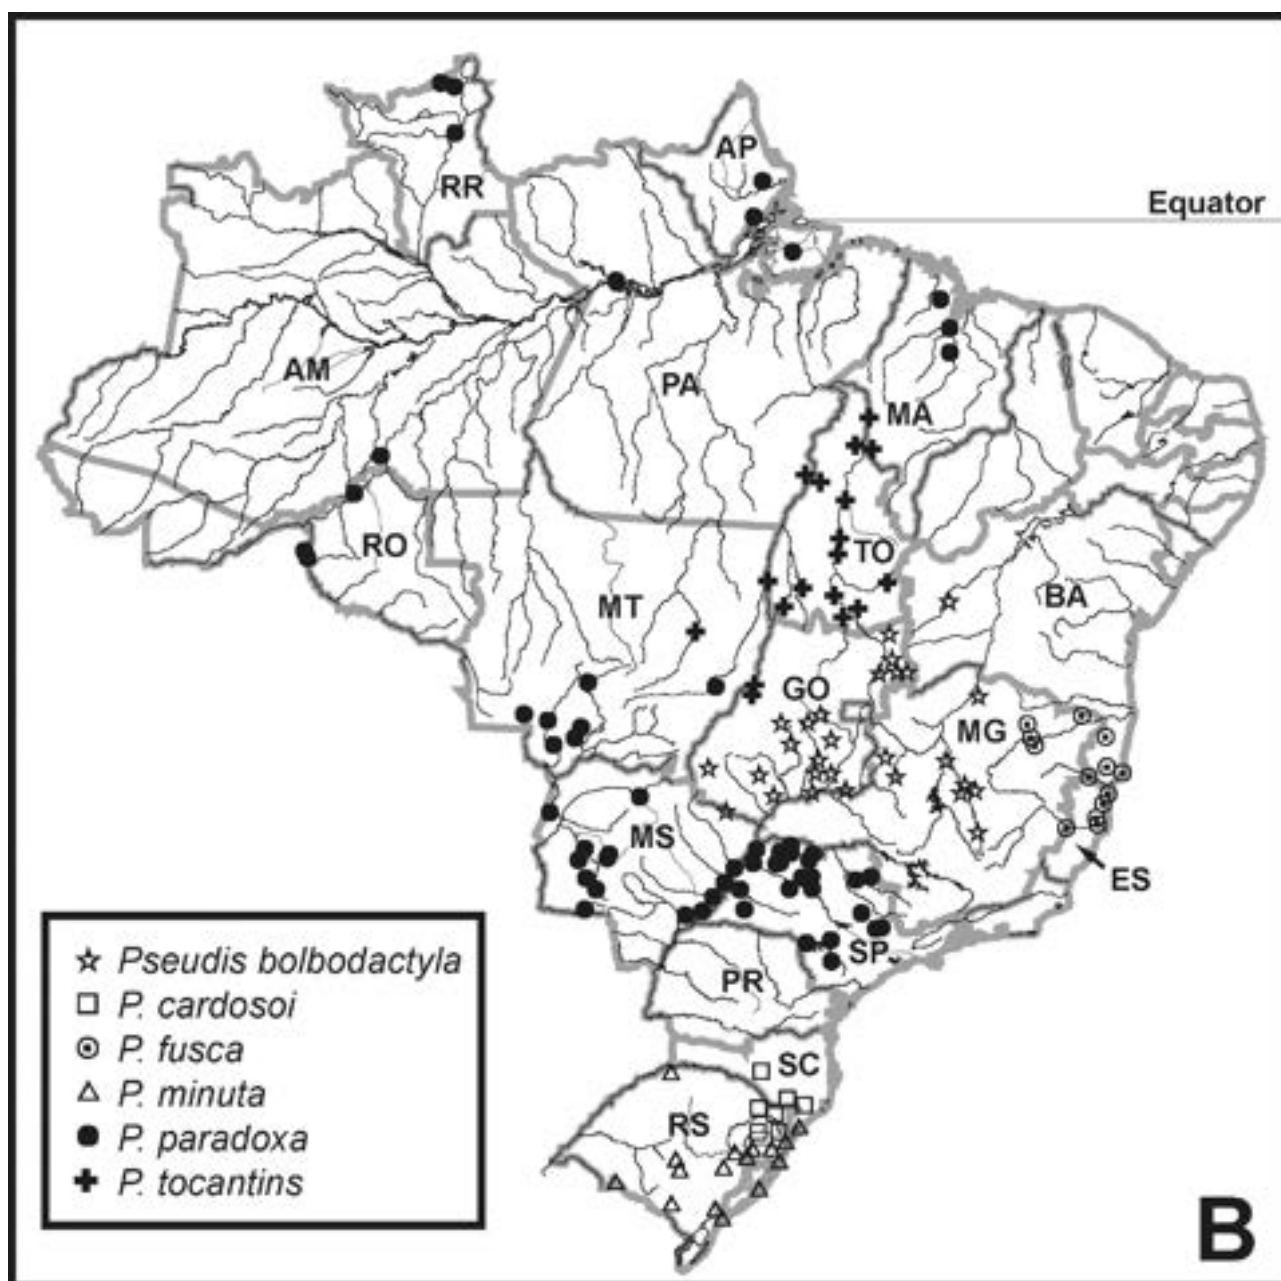 AP
RR
Equator
AM
PA
MA
RO
TO
MT
BA
GO
MG
MS
ES
SP
PR
SC
RS
Pseudis bolbodactyla
P. cardosoi
P. fusca
P. minuta
P. paradoxa
P. tocantins
B